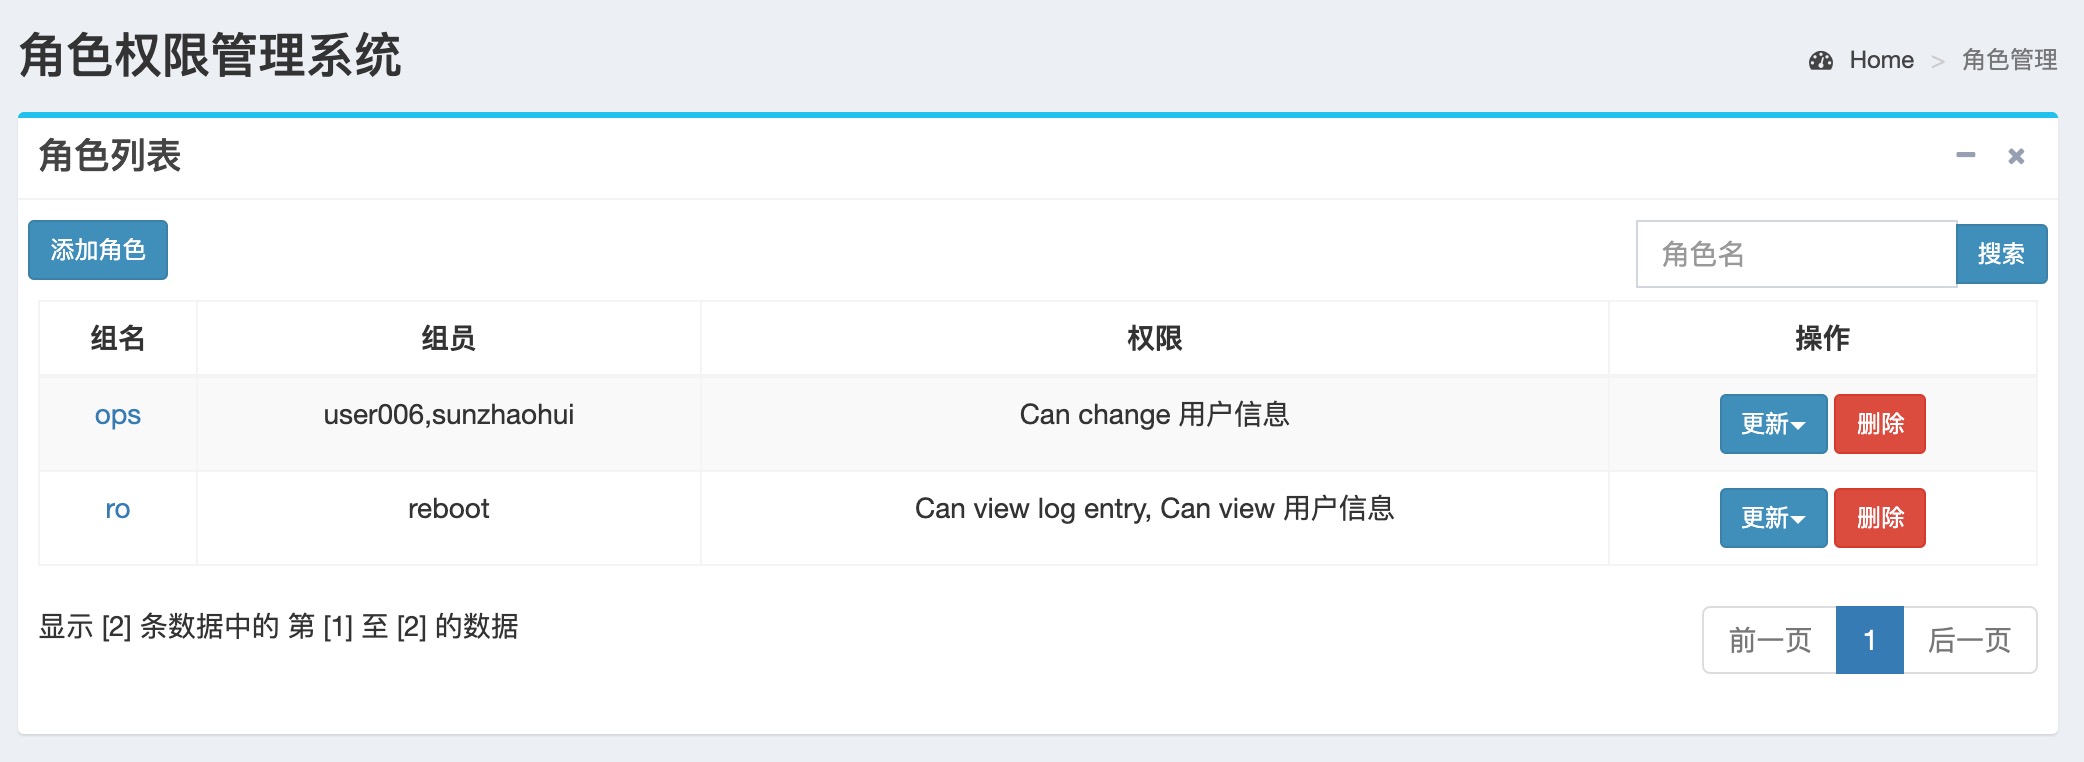 角色权限管理系统
Home > 角色管理
角色列表
添加角色
角色名 搜索
组名 组员 权限 操作
ops user006,sunzhaohui Can change 用户信息 更新 删除
ro reboot Can view log entry, Can view 用户信息 更新 删除
显示 [2] 条数据中的 第 [1] 至 [2] 的数据
前一页 1 后一页